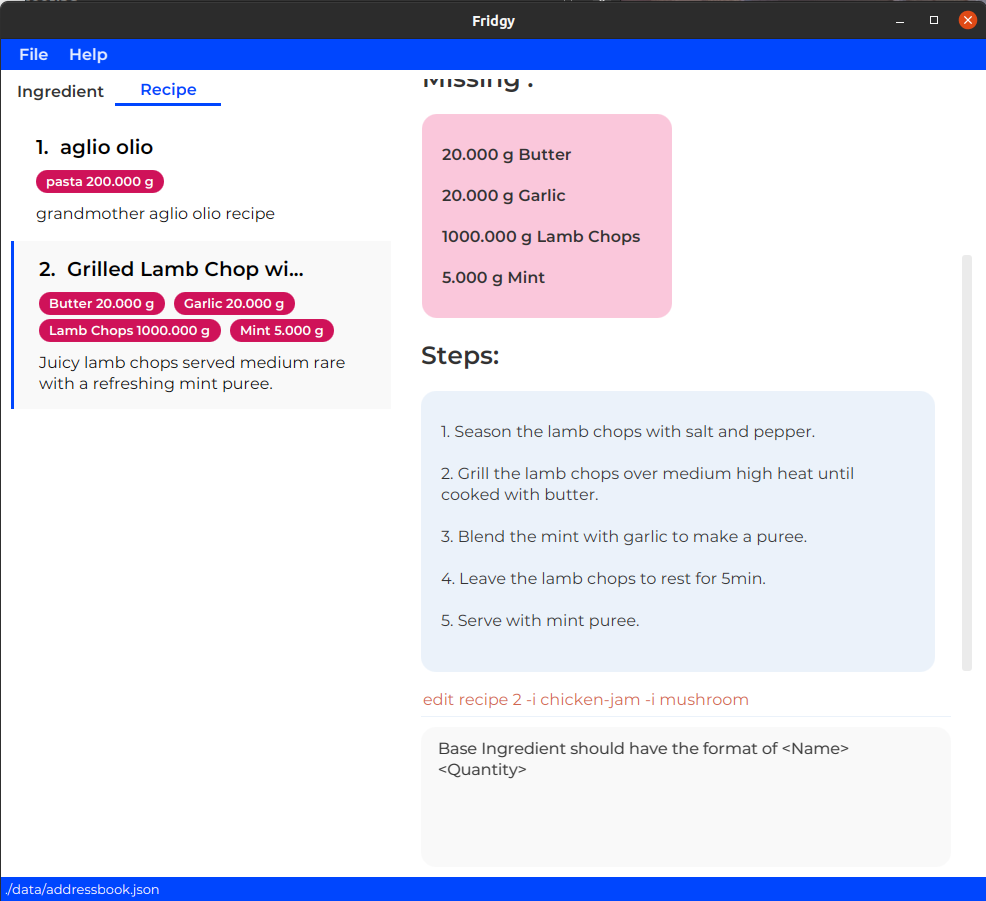 Fridgy
File Help
Ingredient Recipe
1. aglio olio
pasta 200.000 g
grandmother aglio olio recipe
2. Grilled Lamb Chop wi...
Butter 20.000 g Garlic 20.000 g
Lamb Chops 1000.000 g Mint 5.000 g
Juicy lamb chops served medium rare
with a refreshing mint puree.
Missing :
20.000 g Butter
20.000 g Garlic
1000.000 g Lamb Chops
5.000 g Mint
Steps:
1. Season the lamb chops with salt and pepper.
2. Grill the lamb chops over medium high heat until
cooked with butter.
3. Blend the mint with garlic to make a puree.
4. Leave the lamb chops to rest for 5min.
5. Serve with mint puree.
edit recipe 2 -i chicken-jam -i mushroom
Base Ingredient should have the format of <Name>
<Quantity>
./data/addressbook.json